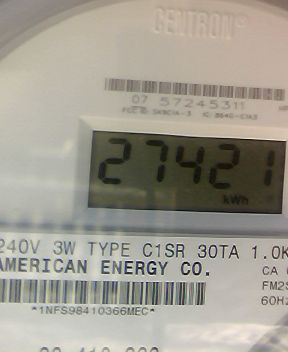 CENTRON®
07 57245311
27421
kWh
240V 3W TYPE C1SR 30TA 1.0K
AMERICAN ENERGY CO.
CA
FM2S
60Hz
*1NFS98410366MEC*